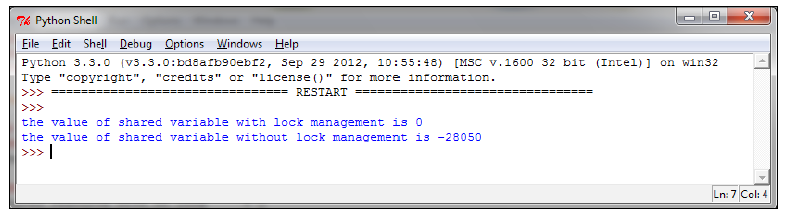 Python Shell
File Edit Shell Debug Options Windows Help
Python 3.3.0 (v3.3.0:bd8afb90ebf2, Sep 29 2012, 10:55:48) [MSC v.1600 32 bit (Intel)] on win32
Type "copyright", "credits" or "license()" for more information.
>>> ================================ RESTART ================================
>>>
the value of shared variable with lock management is 0
the value of shared variable without lock management is -28050
>>>
Ln: 7 Col: 4